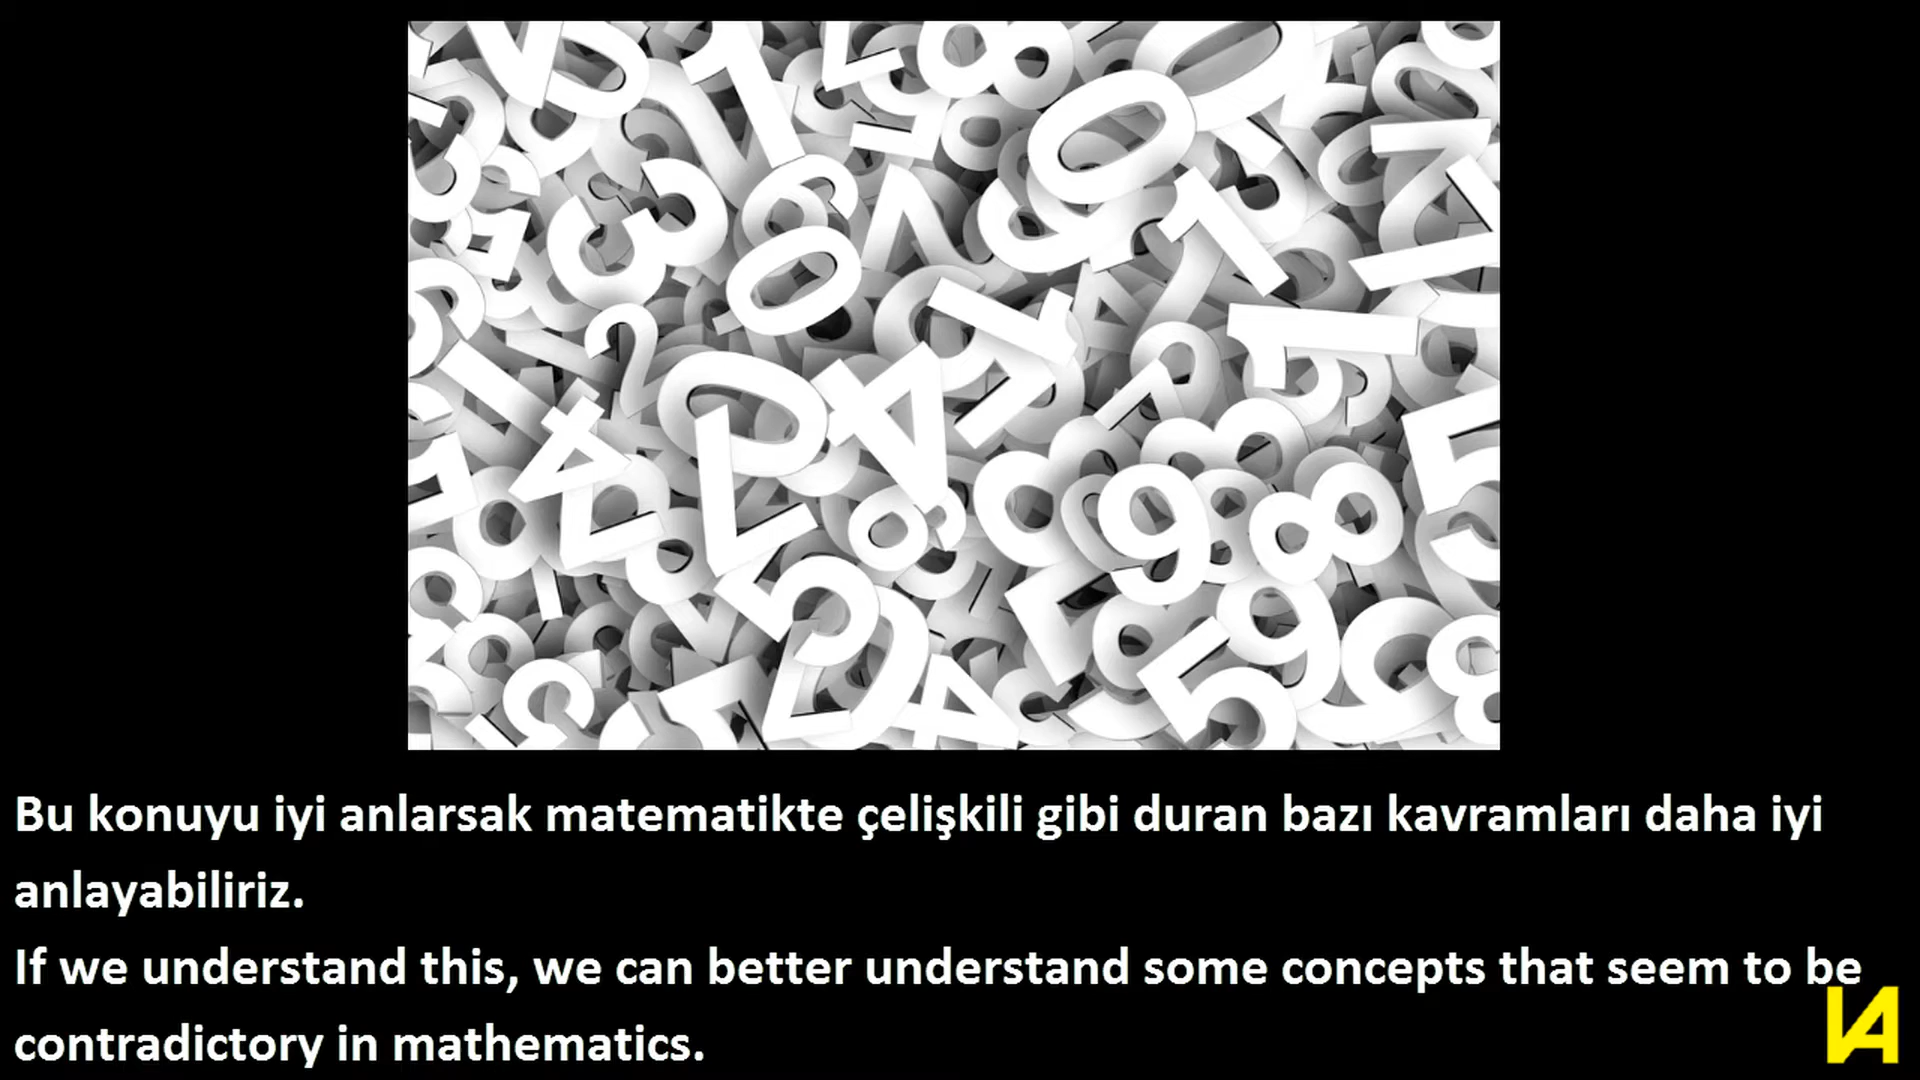 Bu konuyu iyi anlarsak matematikte çelişkili gibi duran bazı kavramları daha iyi
anlayabiliriz.
If we understand this, we can better understand some concepts that seem to be
contradictory in mathematics.